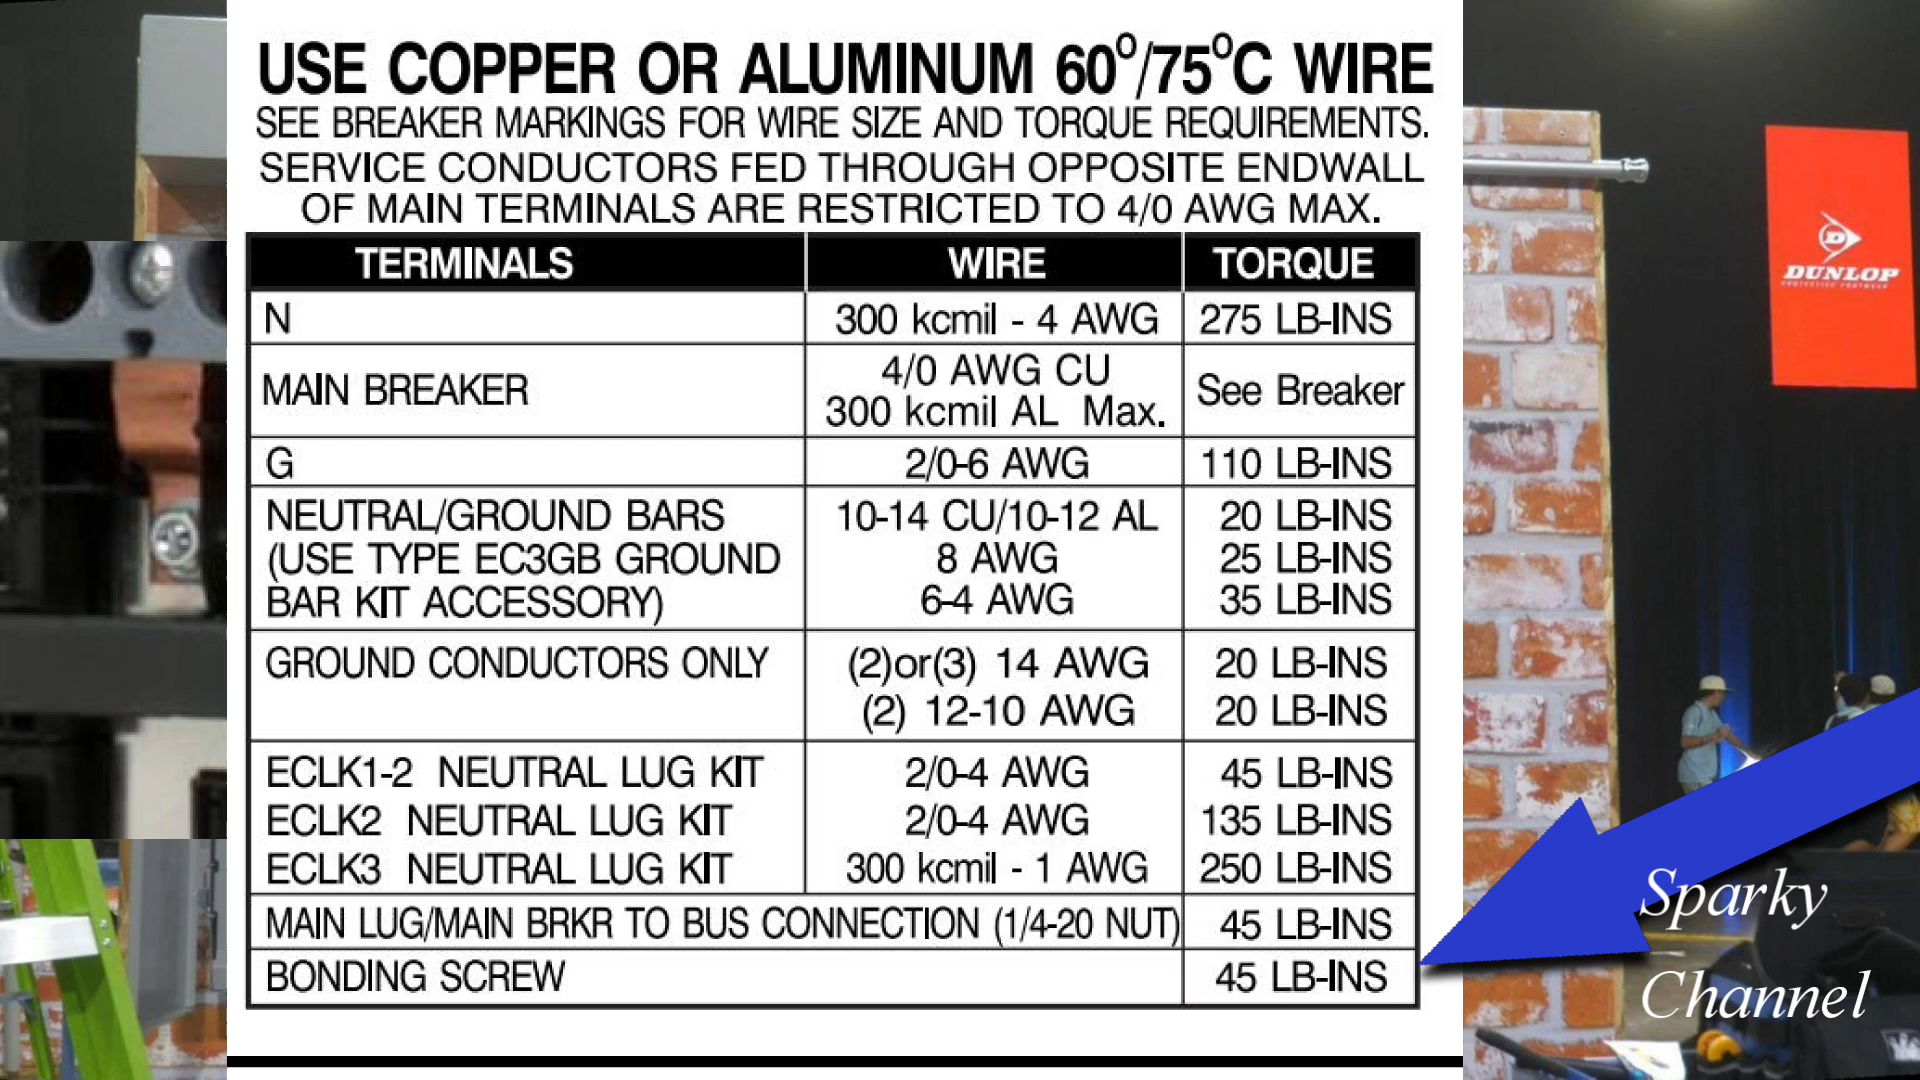 USE COPPER OR ALUMINUM 60°/75°C WIRE
SEE BREAKER MARKINGS FOR WIRE SIZE AND TORQUE REQUIREMENTS.
SERVICE CONDUCTORS FED THROUGH OPPOSITE ENDWALL
OF MAIN TERMINALS ARE RESTRICTED TO 4/0 AWG MAX.
TERMINALS WIRE TORQUE
N 300 kcmil - 4 AWG 275 LB-INS
MAIN BREAKER 4/0 AWG CU
300 kcmil AL Max. See Breaker
G 2/0-6 AWG 110 LB-INS
NEUTRAL/GROUND BARS 10-14 CU/10-12 AL 20 LB-INS
(USE TYPE EC3GB GROUND 8 AWG 25 LB-INS
BAR KIT ACCESSORY) 6-4 AWG 35 LB-INS
GROUND CONDUCTORS ONLY (2)or(3) 14 AWG 20 LB-INS
(2) 12-10 AWG 20 LB-INS
ECLK1-2 NEUTRAL LUG KIT 2/0-4 AWG 45 LB-INS
ECLK2 NEUTRAL LUG KIT 2/0-4 AWG 135 LB-INS
ECLK3 NEUTRAL LUG KIT 300 kcmil - 1 AWG 250 LB-INS
MAIN LUG/MAIN BRKR TO BUS CONNECTION (1/4-20 NUT) 45 LB-INS
BONDING SCREW 45 LB-INS
D
DUNLOP
PROTECTIVE FOOTWEAR
Sparky
Channel